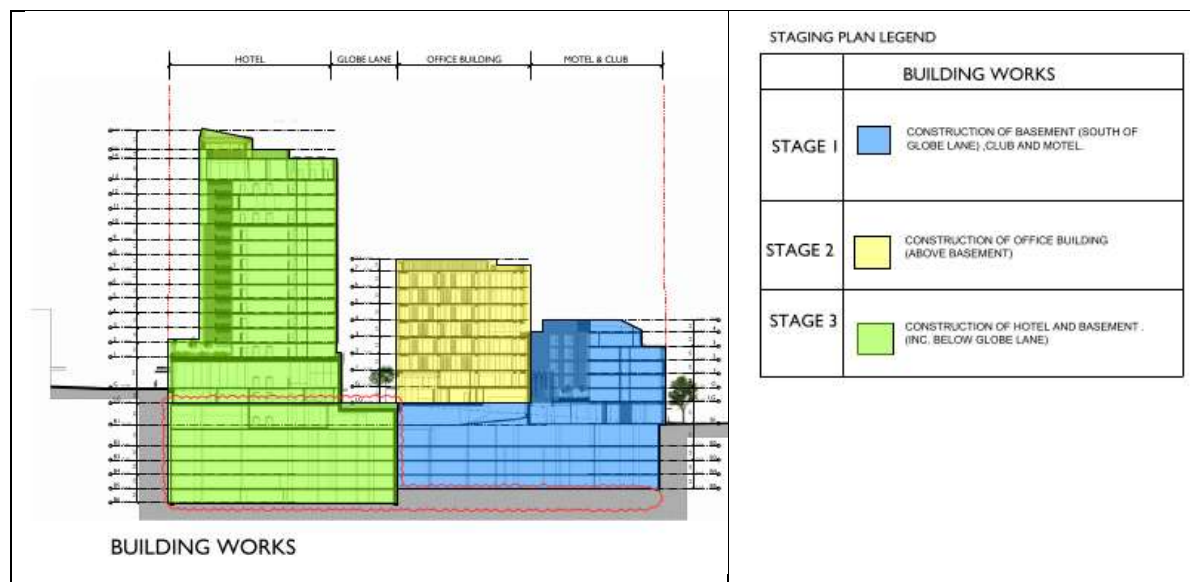 HOTEL
GLOBE LANE
OFFICE BUILDING
MOTEL & CLUB
BUILDING WORKS
STAGING PLAN LEGEND
BUILDING WORKS
STAGE 1
CONSTRUCTION OF BASEMENT (SOUTH OF
GLOBE LANE) ,CLUB AND MOTEL.
STAGE 2
CONSTRUCTION OF OFFICE BUILDING
(ABOVE BASEMENT)
STAGE 3
CONSTRUCTION OF HOTEL AND BASEMENT .
(INC. BELOW GLOBE LANE)